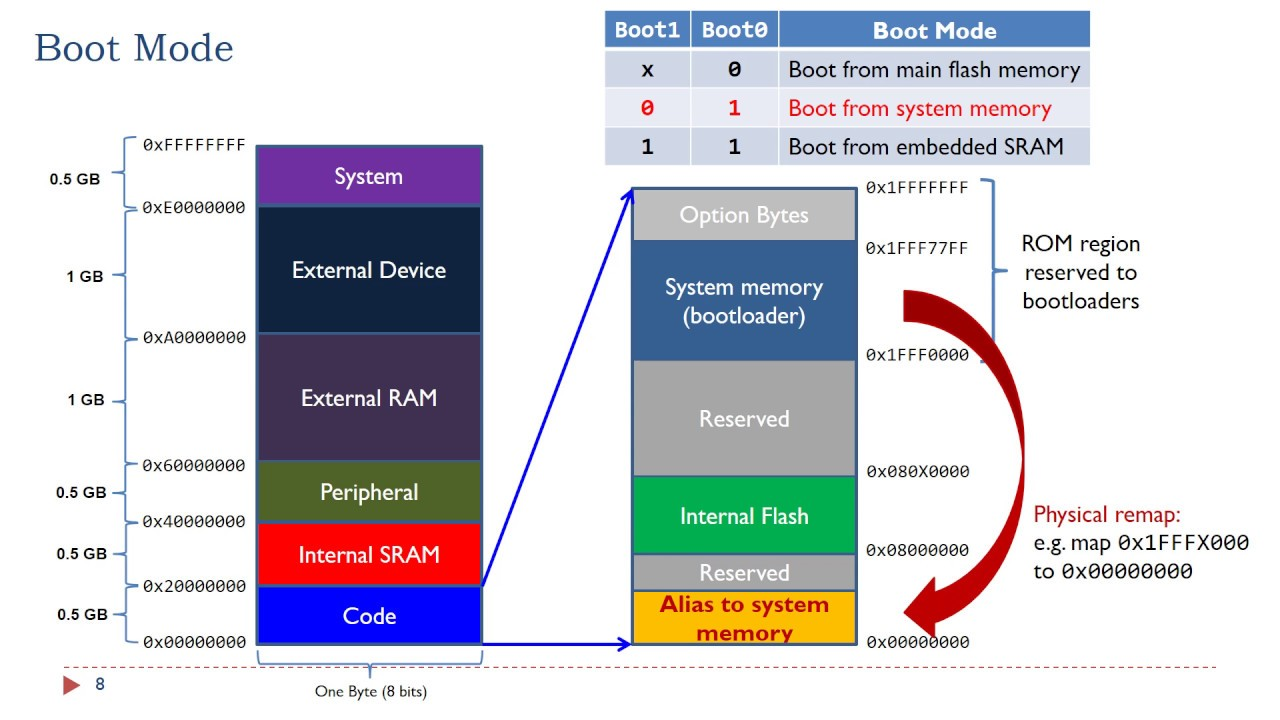 Boot Mode
Boot1 Boot0 Boot Mode
x 0 Boot from main flash memory
0 1 Boot from system memory
1 1 Boot from embedded SRAM
0xFFFFFFFF
0.5 GB
System
0xE0000000
1 GB
External Device
0xA0000000
1 GB
External RAM
0x60000000
0.5 GB
Peripheral
0x40000000
0.5 GB
Internal SRAM
0x20000000
0.5 GB
Code
0x00000000
One Byte (8 bits)
0x1FFFFFFF
Option Bytes
0x1FFF77FF
System memory
(bootloader)
0x1FFF0000
Reserved
0x080X0000
Internal Flash
0x08000000
Reserved
Alias to system
memory
0x00000000
ROM region
reserved to
bootloaders
Physical remap:
e.g. map 0x1FFFX000
to 0x00000000
8